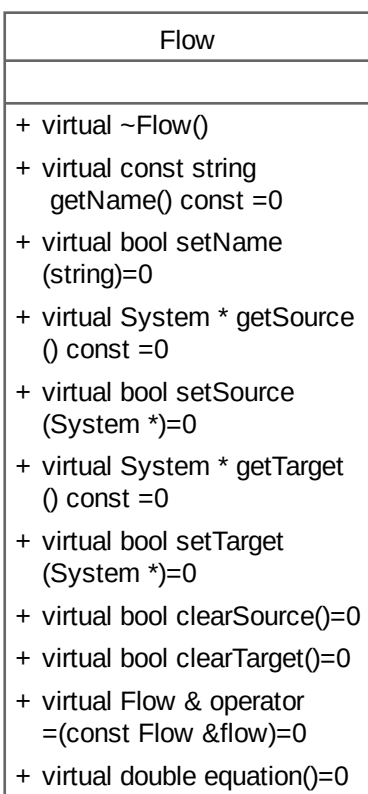 Flow
+ virtual ~Flow()
+ virtual const string
getName() const =0
+ virtual bool setName
(string)=0
+ virtual System * getSource
() const =0
+ virtual bool setSource
(System *)=0
+ virtual System * getTarget
() const =0
+ virtual bool setTarget
(System *)=0
+ virtual bool clearSource()=0
+ virtual bool clearTarget()=0
+ virtual Flow & operator
=(const Flow &flow)=0
+ virtual double equation()=0